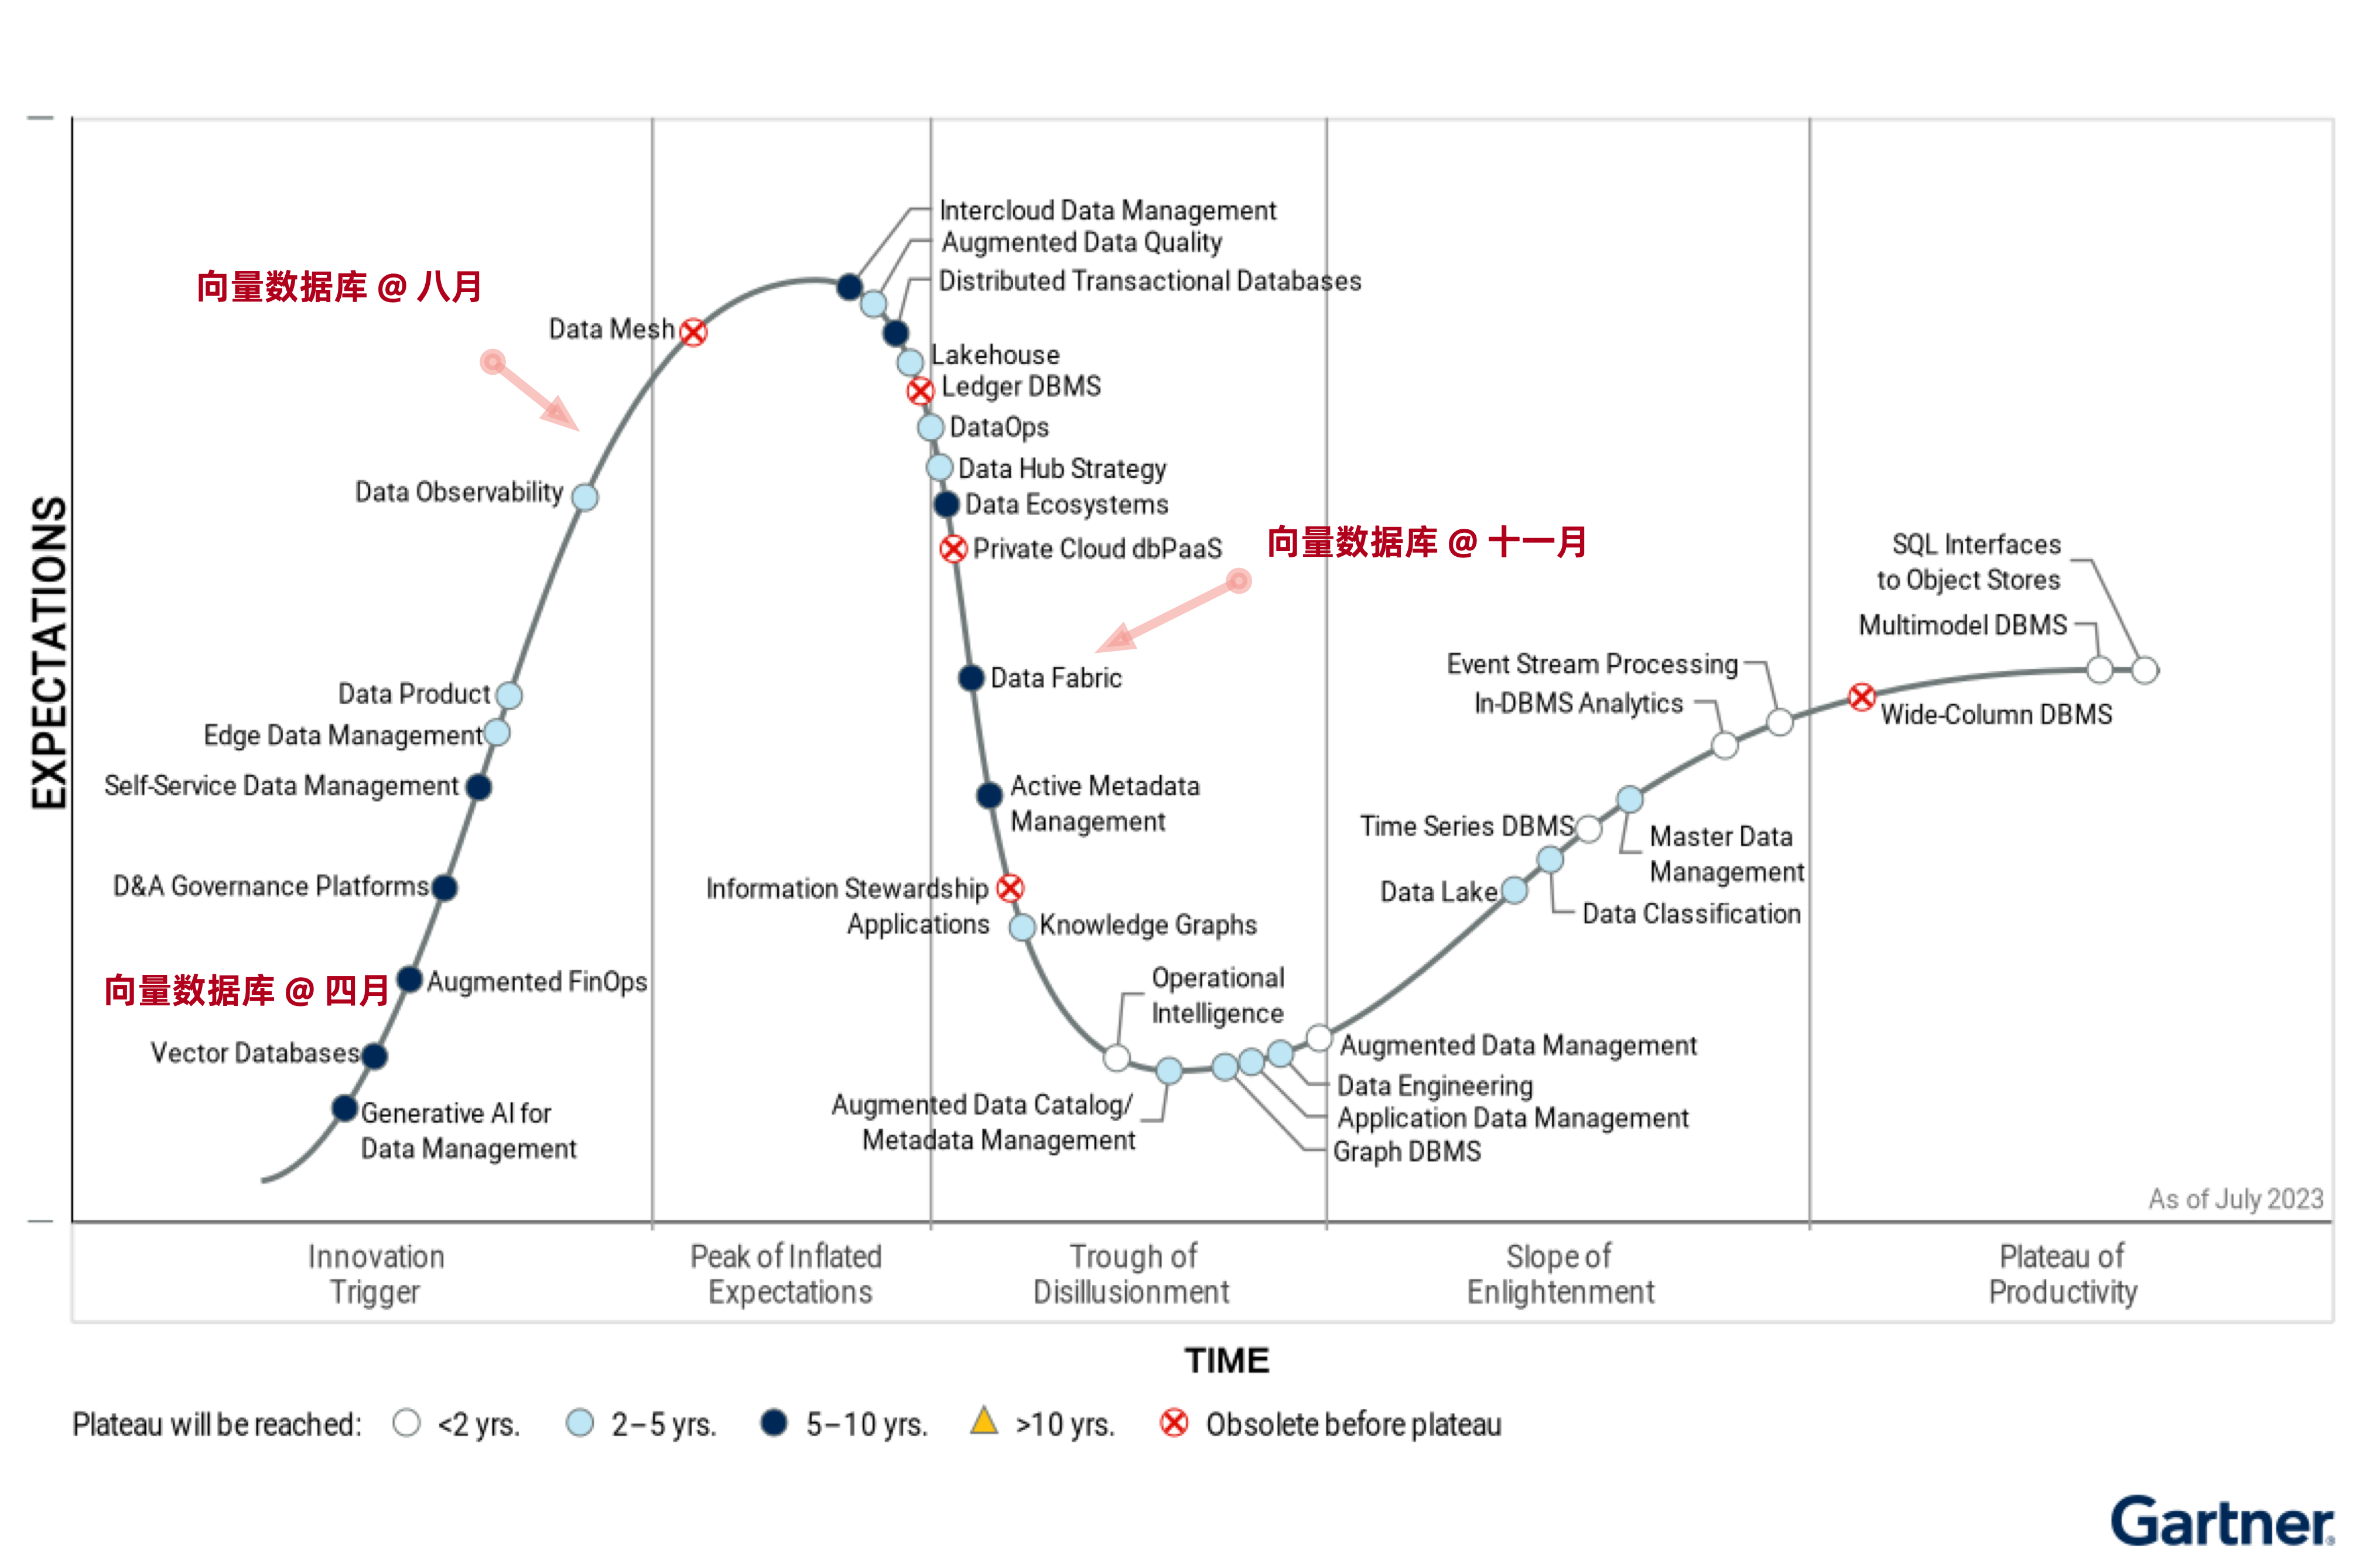 Intercloud Data Management
Augmented Data Quality
Distributed Transactional Databases
向量数据库 @ 八月
Data Mesh
Lakehouse
Ledger DBMS
DataOps
Data Hub Strategy
Data Observability
Data Ecosystems
Private Cloud dbPaaS
向量数据库 @ 十一月
SQL Interfaces
to Object Stores
Multimodel DBMS
EXPECTATIONS
Data Fabric
Event Stream Processing
In-DBMS Analytics
Wide-Column DBMS
Data Product
Edge Data Management
Self-Service Data Management
Active Metadata
Management
Time Series DBMS
Master Data
Management
D&A Governance Platforms
Information Stewardship
Applications
Knowledge Graphs
Data Lake
Data Classification
向量数据库 @ 四月
Augmented FinOps
Operational
Intelligence
Vector Databases
Augmented Data Management
Data Engineering
Application Data Management
Graph DBMS
Augmented Data Catalog/
Metadata Management
Generative AI for
Data Management
As of July 2023
Innovation
Trigger
Peak of Inflated
Expectations
Trough of
Disillusionment
Slope of
Enlightenment
Plateau of
Productivity
TIME
Plateau will be reached: <2 yrs. 2–5 yrs. 5–10 yrs. >10 yrs. Obsolete before plateau
Gartner®